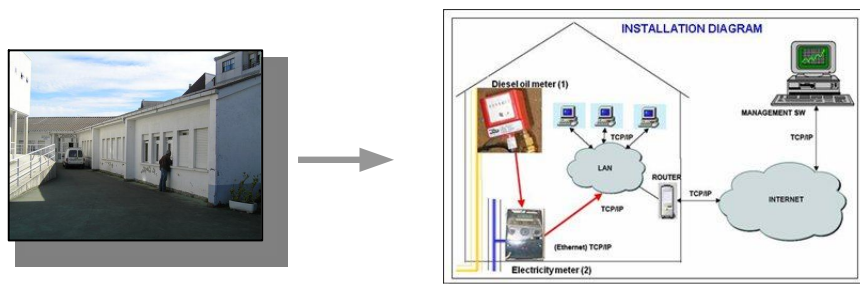 INSTALLATION DIAGRAM
Diesel oil meter (1)
MANAGEMENT SW
TCP/IP
TCP/IP
LAN
ROUTER
TCP/IP
INTERNET
TCP/IP
(Ethernet) TCP/IP
Electricity meter (2)